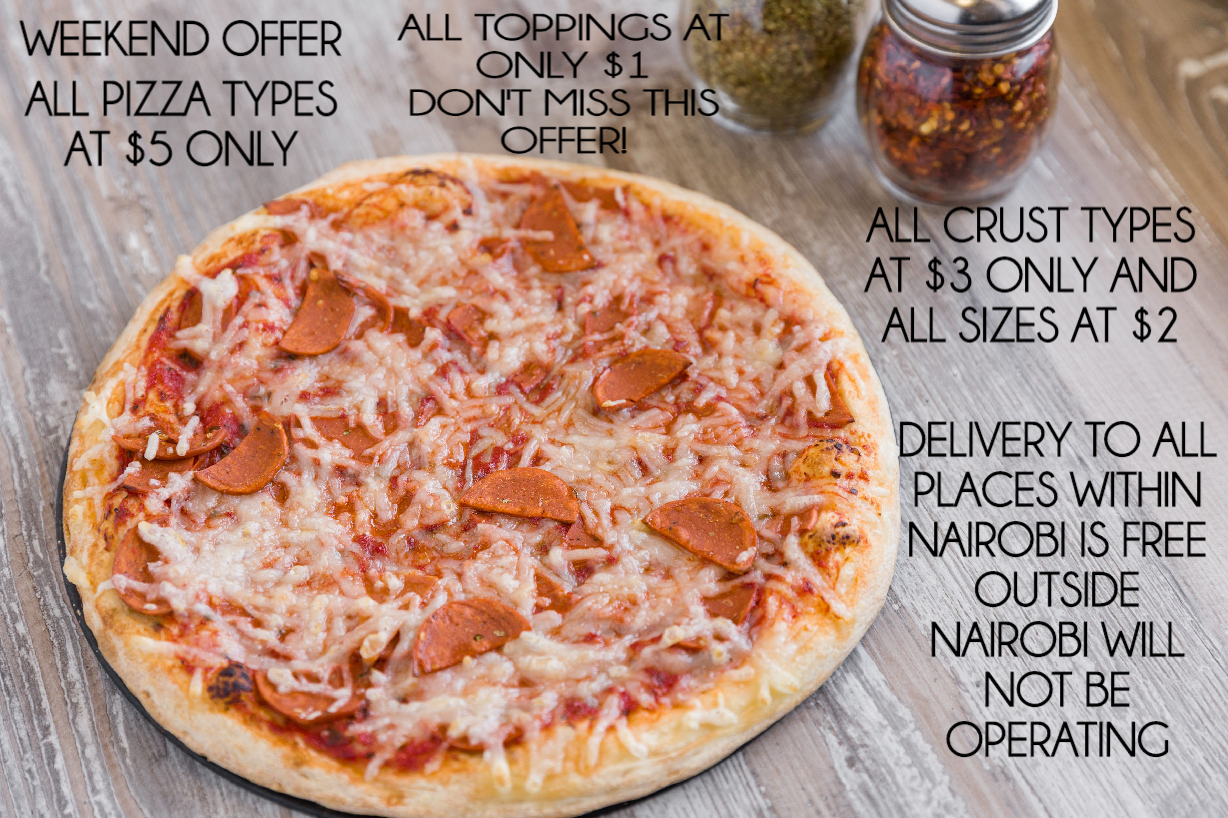 WEEKEND OFFER
ALL PIZZA TYPES
AT $5 ONLY
ALL TOPPINGS AT
ONLY $1
DON'T MISS THIS
OFFER!
ALL CRUST TYPES
AT $3 ONLY AND
ALL SIZES AT $2
DELIVERY TO ALL
PLACES WITHIN
NAIROBI IS FREE
OUTSIDE
NAIROBI WILL
NOT BE
OPERATING